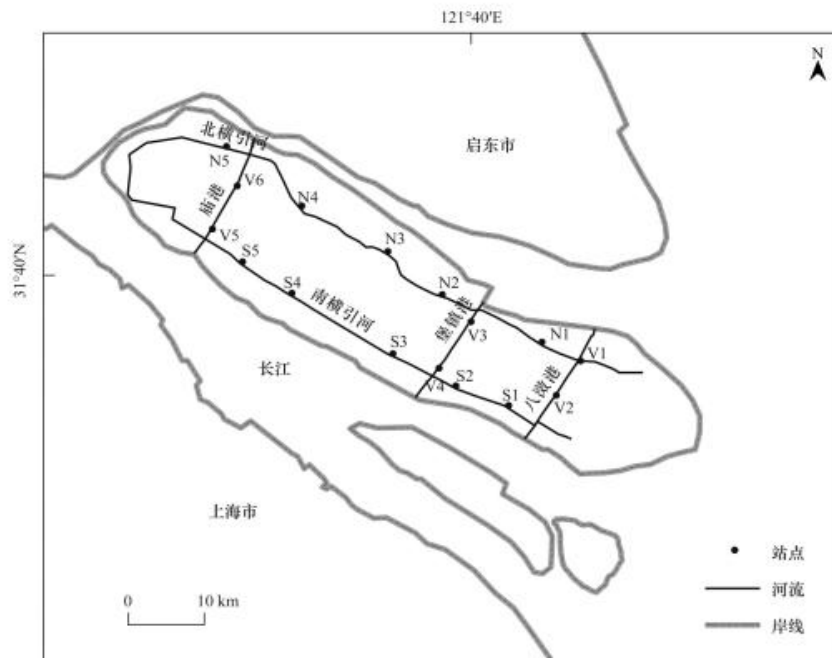 121°40′E
N
北横引河
启东市
N5
V6
N4
庙港
V5
N3
31°40′N
S5
N2
S4
南横引河
堡镇港
V3
N1
S3
V1
长江
V4
S2
八滧港
V2
S1
上海市
站点
0 10 km
河流
岸线